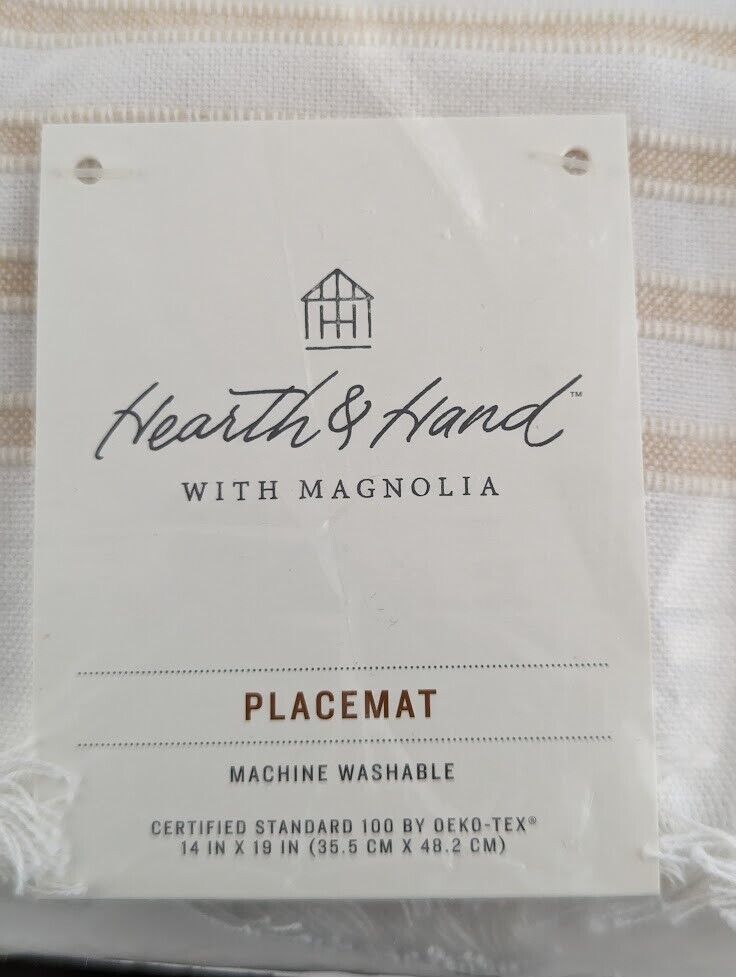 Hearth & Hand™
WITH MAGNOLIA
PLACEMAT
MACHINE WASHABLE
CERTIFIED STANDARD 100 BY OEKO-TEX®
14 IN X 19 IN (35.5 CM X 48.2 CM)